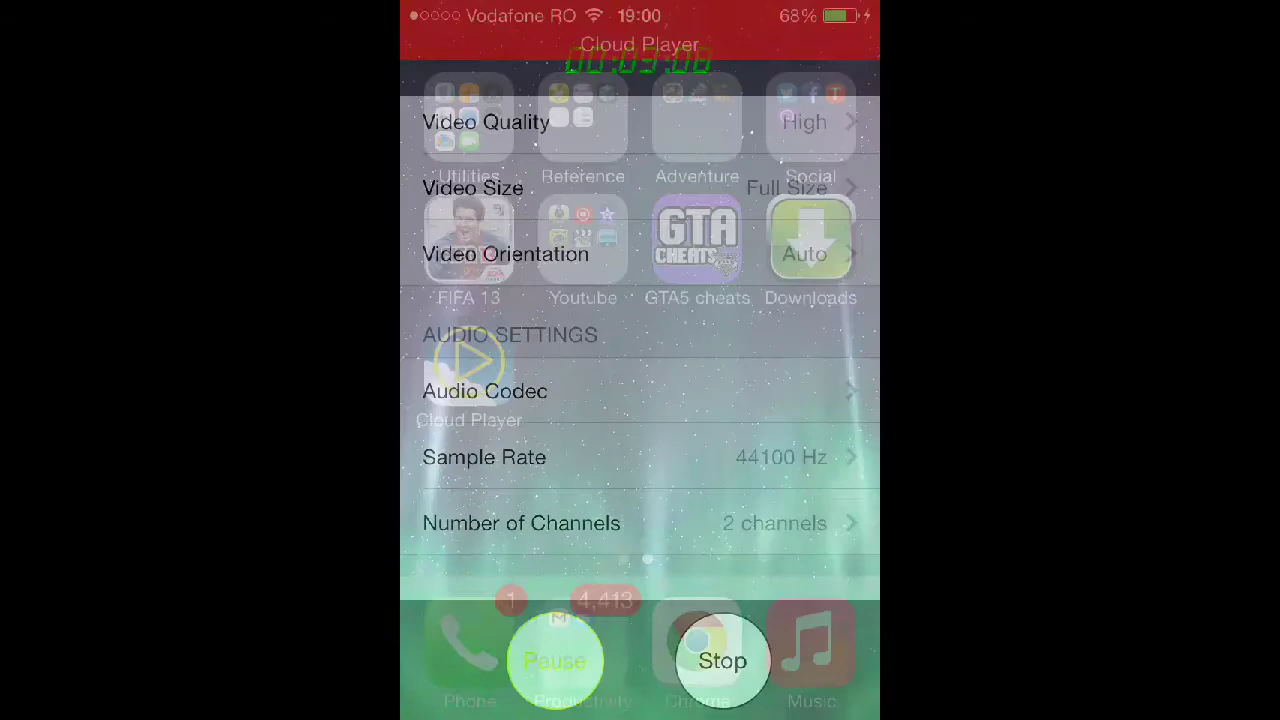 Vodafone RO 19:00 68%
Cloud Player
00:03:06
Video Quality High
Utilities Reference Adventure Social
Video Size Full Size
GTA
CHEATS
Video Orientation Auto
FIFA 13 Youtube GTA5 cheats Downloads
AUDIO SETTINGS
Audio Codec
Cloud Player
Sample Rate 44100 Hz
Number of Channels 2 channels
1 4,413
Pause Stop
Phone Productivity Chrome Music